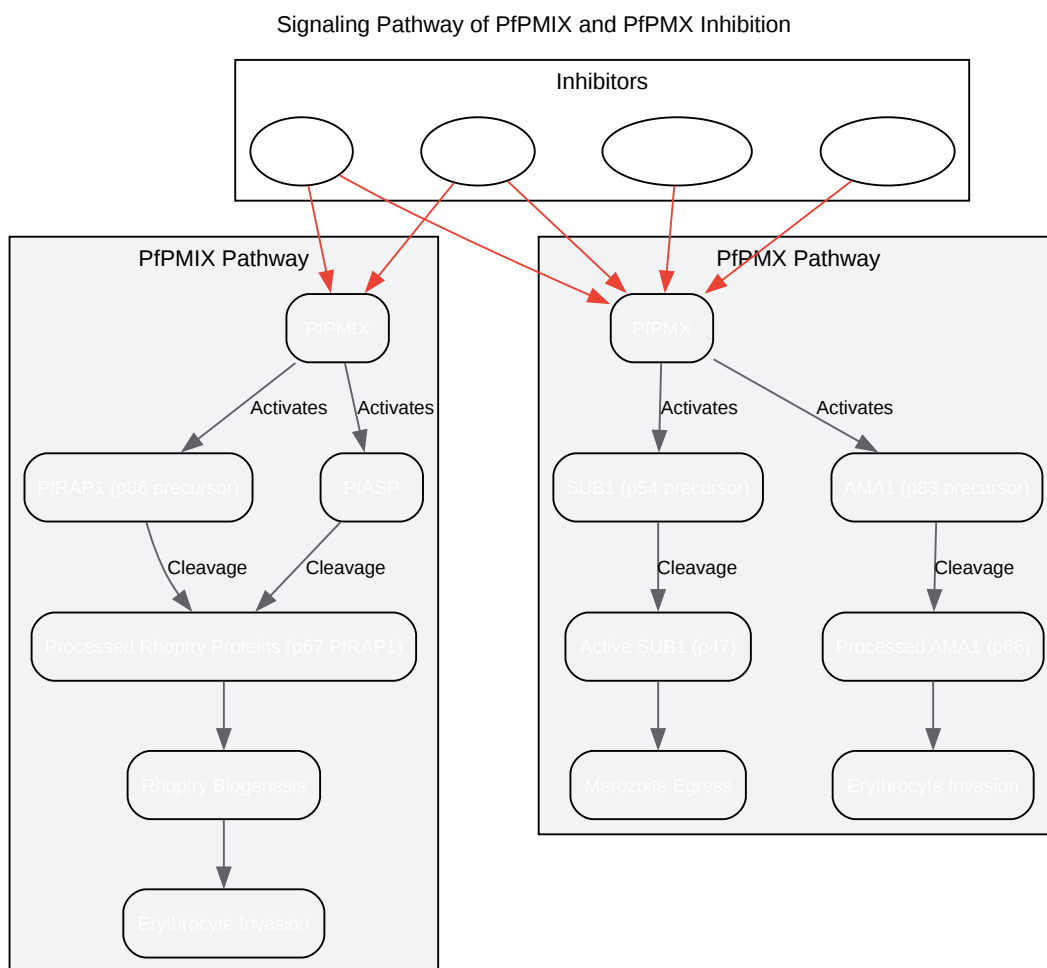 Signaling Pathway of PfPMIX and PfPMX Inhibition
Inhibitors
PfPMIX Pathway
PfPMX Pathway
PfPMIX
PfPMX
Activates
Activates
Activates
Activates
PfRAP1 (p86 precursor)
PfASP
SUB1 (p54 precursor)
AMA1 (p83 precursor)
Cleavage
Cleavage
Cleavage
Cleavage
Processed Rhoptry Proteins (p67 PfRAP1)
Active SUB1 (p47)
Processed AMA1 (p66)
Rhoptry Biogenesis
Merozoite Egress
Erythrocyte Invasion
Erythrocyte Invasion